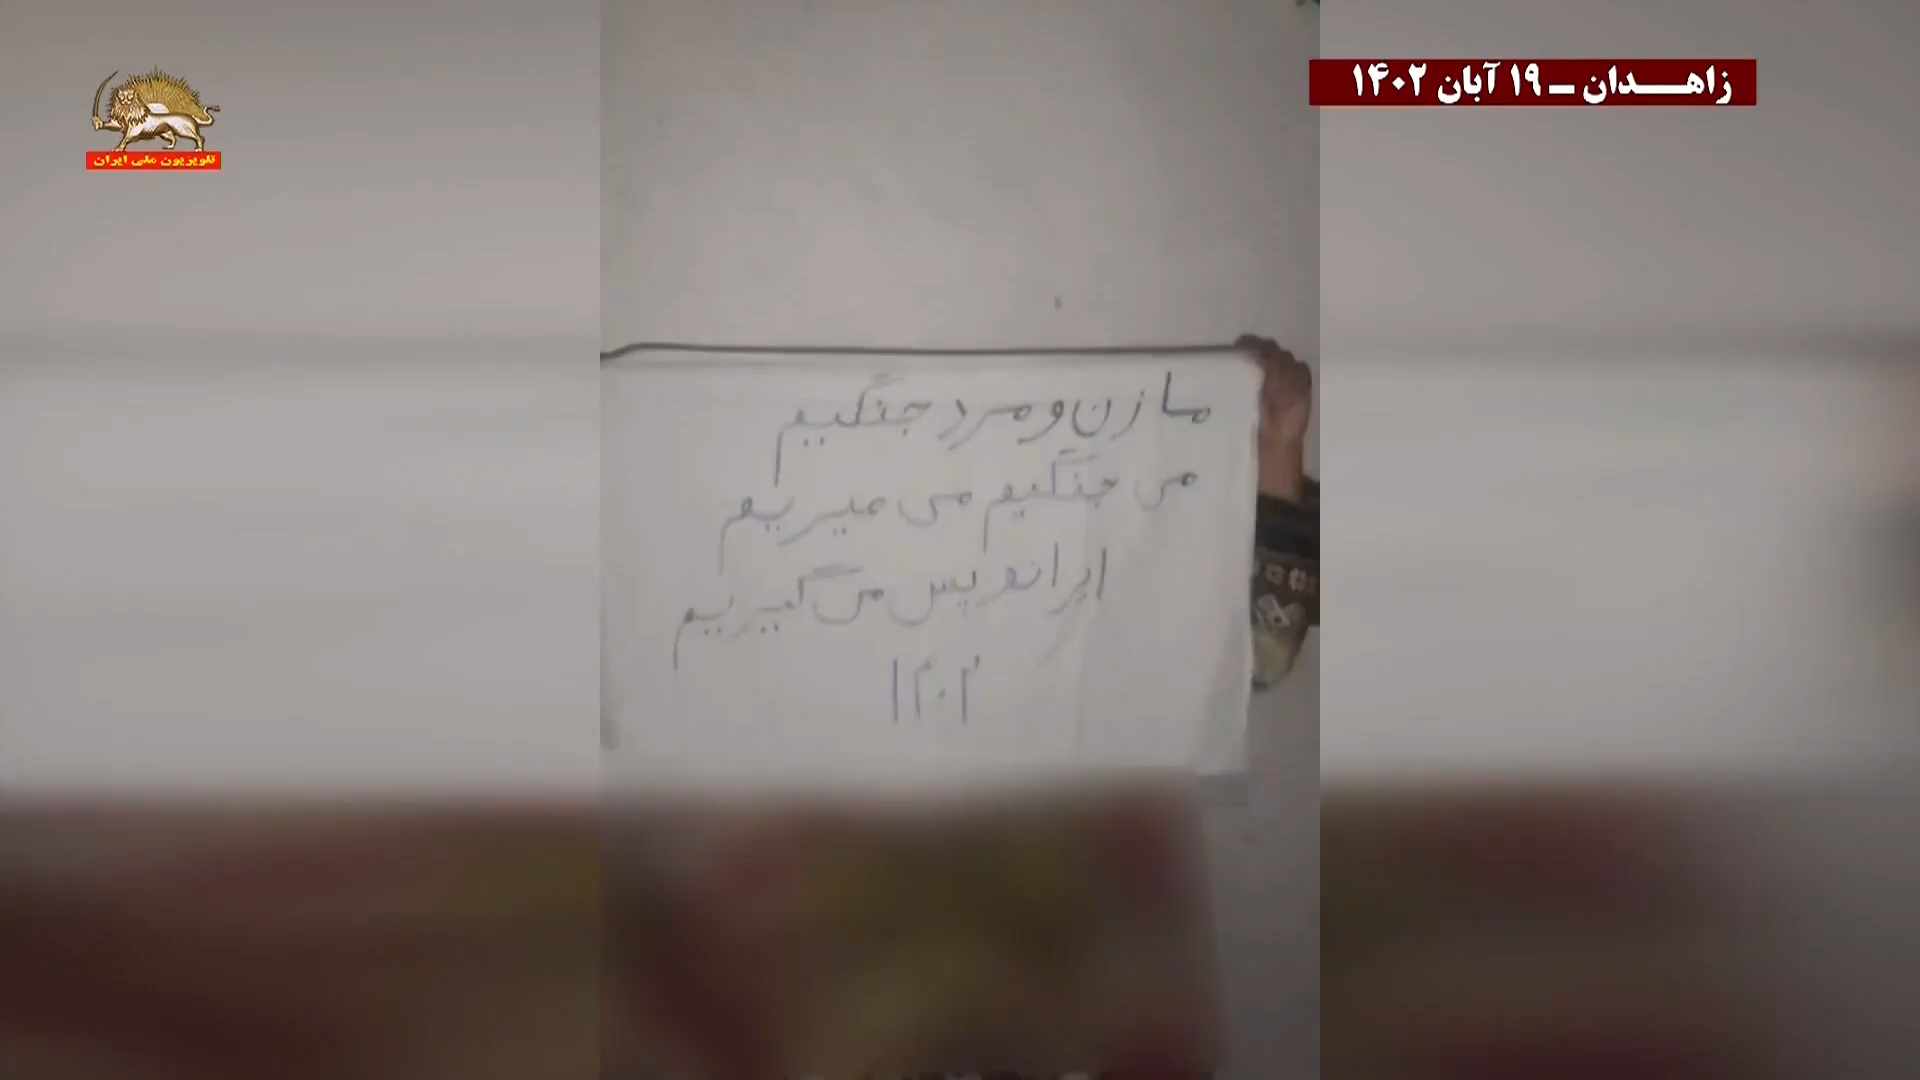 زاهدان ـ ۱۹ آبان ۱۴۰۲
تلویزیون ملی ایران
ما زن و مرد جنگیم
می جنگیم می میریم
ایرانو پس می گیریم
۱۴۰۲